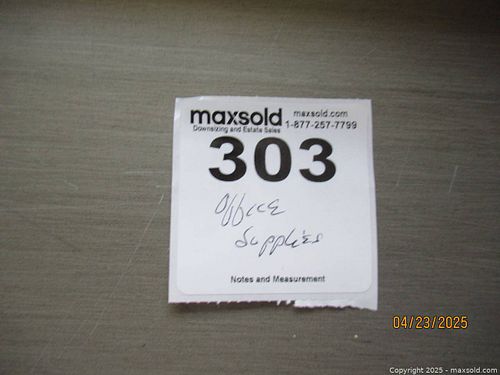 maxsold
maxsold.com
Downsizing and Estate Sales
1-877-257-7799
303
Office
Supplies
Notes and Measurement
04/23/2025
Copyright 2025 - maxsold.com